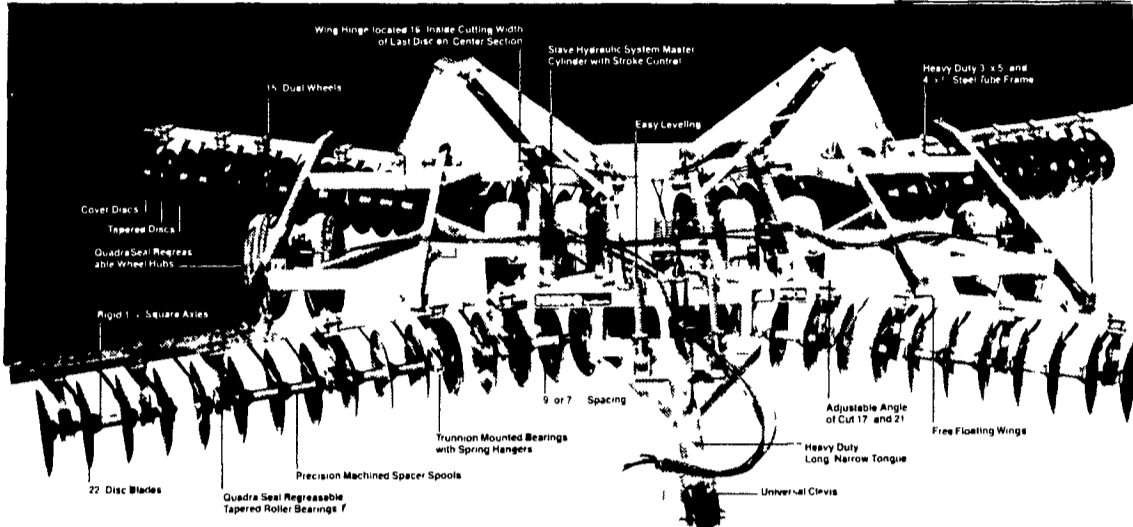 Wing Hinge located 16 Inside Cutting Width
of Last Disc on Center Section
Slave Hydraulic System Master
Cylinder with Stroke Control
Heavy Duty 3 x 5 and
Steel Tube Frame
15 Dual Wheels
Easy Leveling
Cover Discs
Tapered Discs
Quadra Seal Regreas
able Wheel Hubs
Rigid Square Axles
9 or 7 Spacing
Adjustable Angle
of Cut 17 and 21
Free Floating Wings
Trunnion Mounted Bearings
with Spring Hangers
Heavy Duty
Long, Narrow Tongue
Precision Machined Spacer Spools
22 Disc Blades
Quadra Seal Regreasable
Tapered Roller Bearings
Universal Clevis